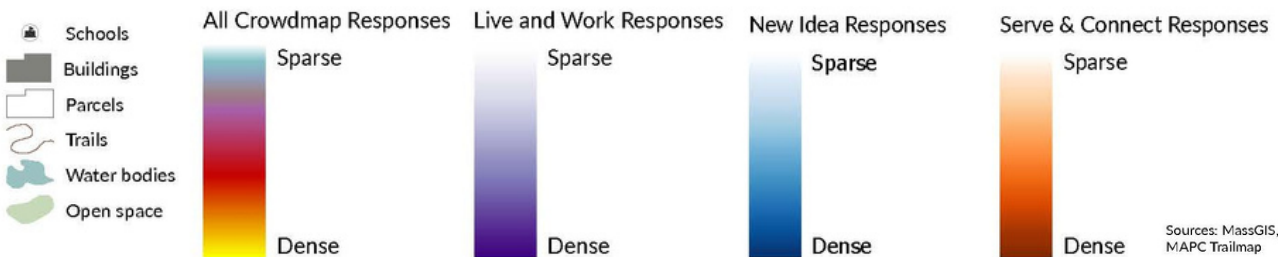 Schools
Buildings
Parcels
Trails
Water bodies
Open space
All Crowdmap Responses
Sparse
Dense
Live and Work Responses
Sparse
Dense
New Idea Responses
Sparse
Dense
Serve & Connect Responses
Sparse
Dense
Sources: MassGIS,
MAPC Trailmap